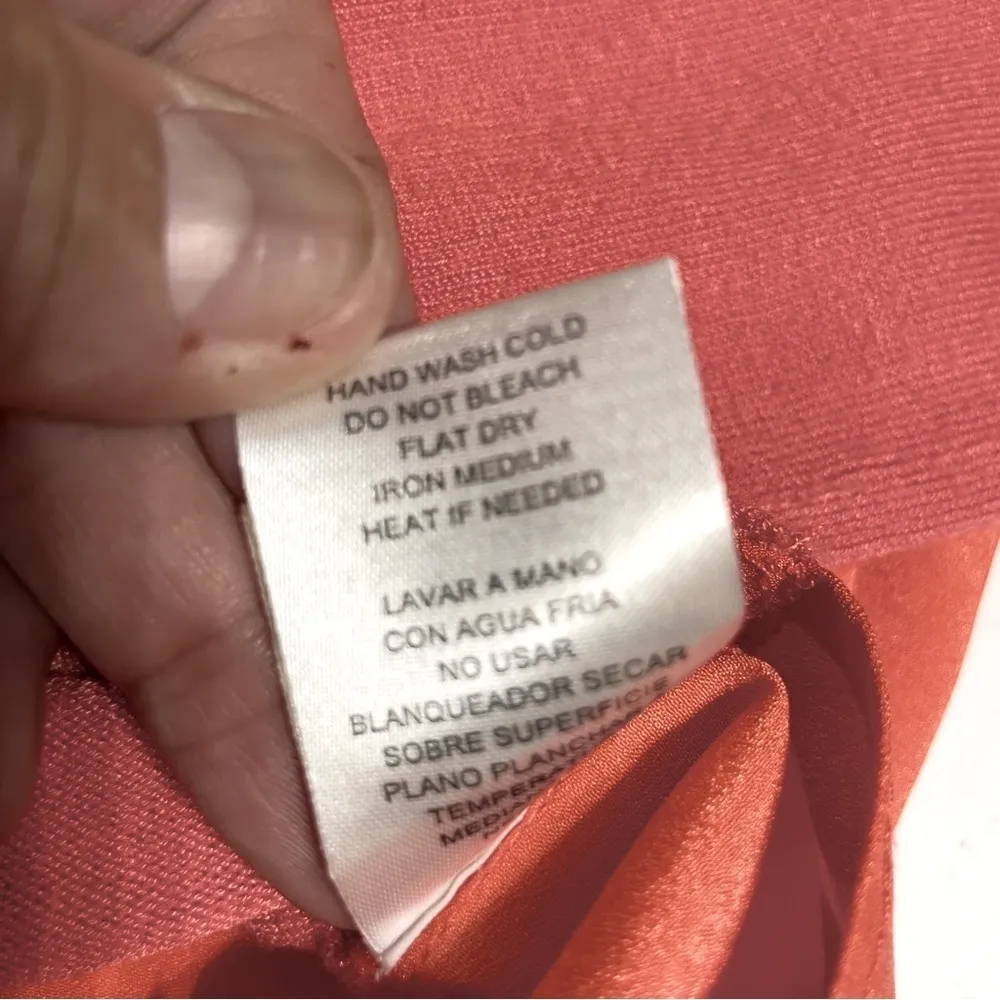 HAND WASH COLD
DO NOT BLEACH
FLAT DRY
IRON MEDIUM
HEAT IF NEEDED
LAVAR A MANO
CON AGUA FRIA
NO USAR
BLANQUEADOR SECAR
SOBRE SUPERFICIE
PLANO